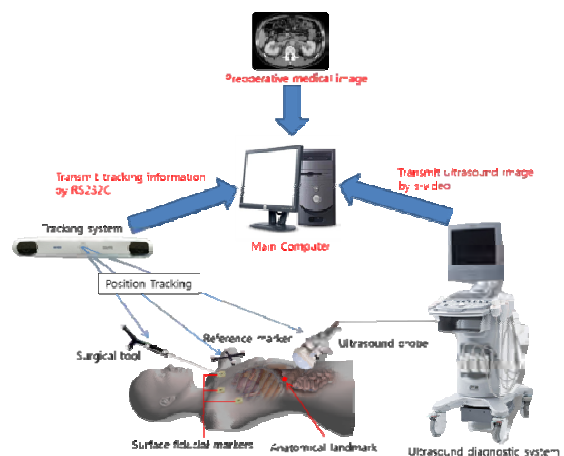 Preoperative medical image
Transmit tracking information
by RS232C
Transmit ultrasound image
by s-video
Tracking system
Main Computer
Position Tracking
Reference marker
Ultrasound probe
Surgical tool
Surface fiducial markers
Anatomical landmark
Ultrasound diagnostic system